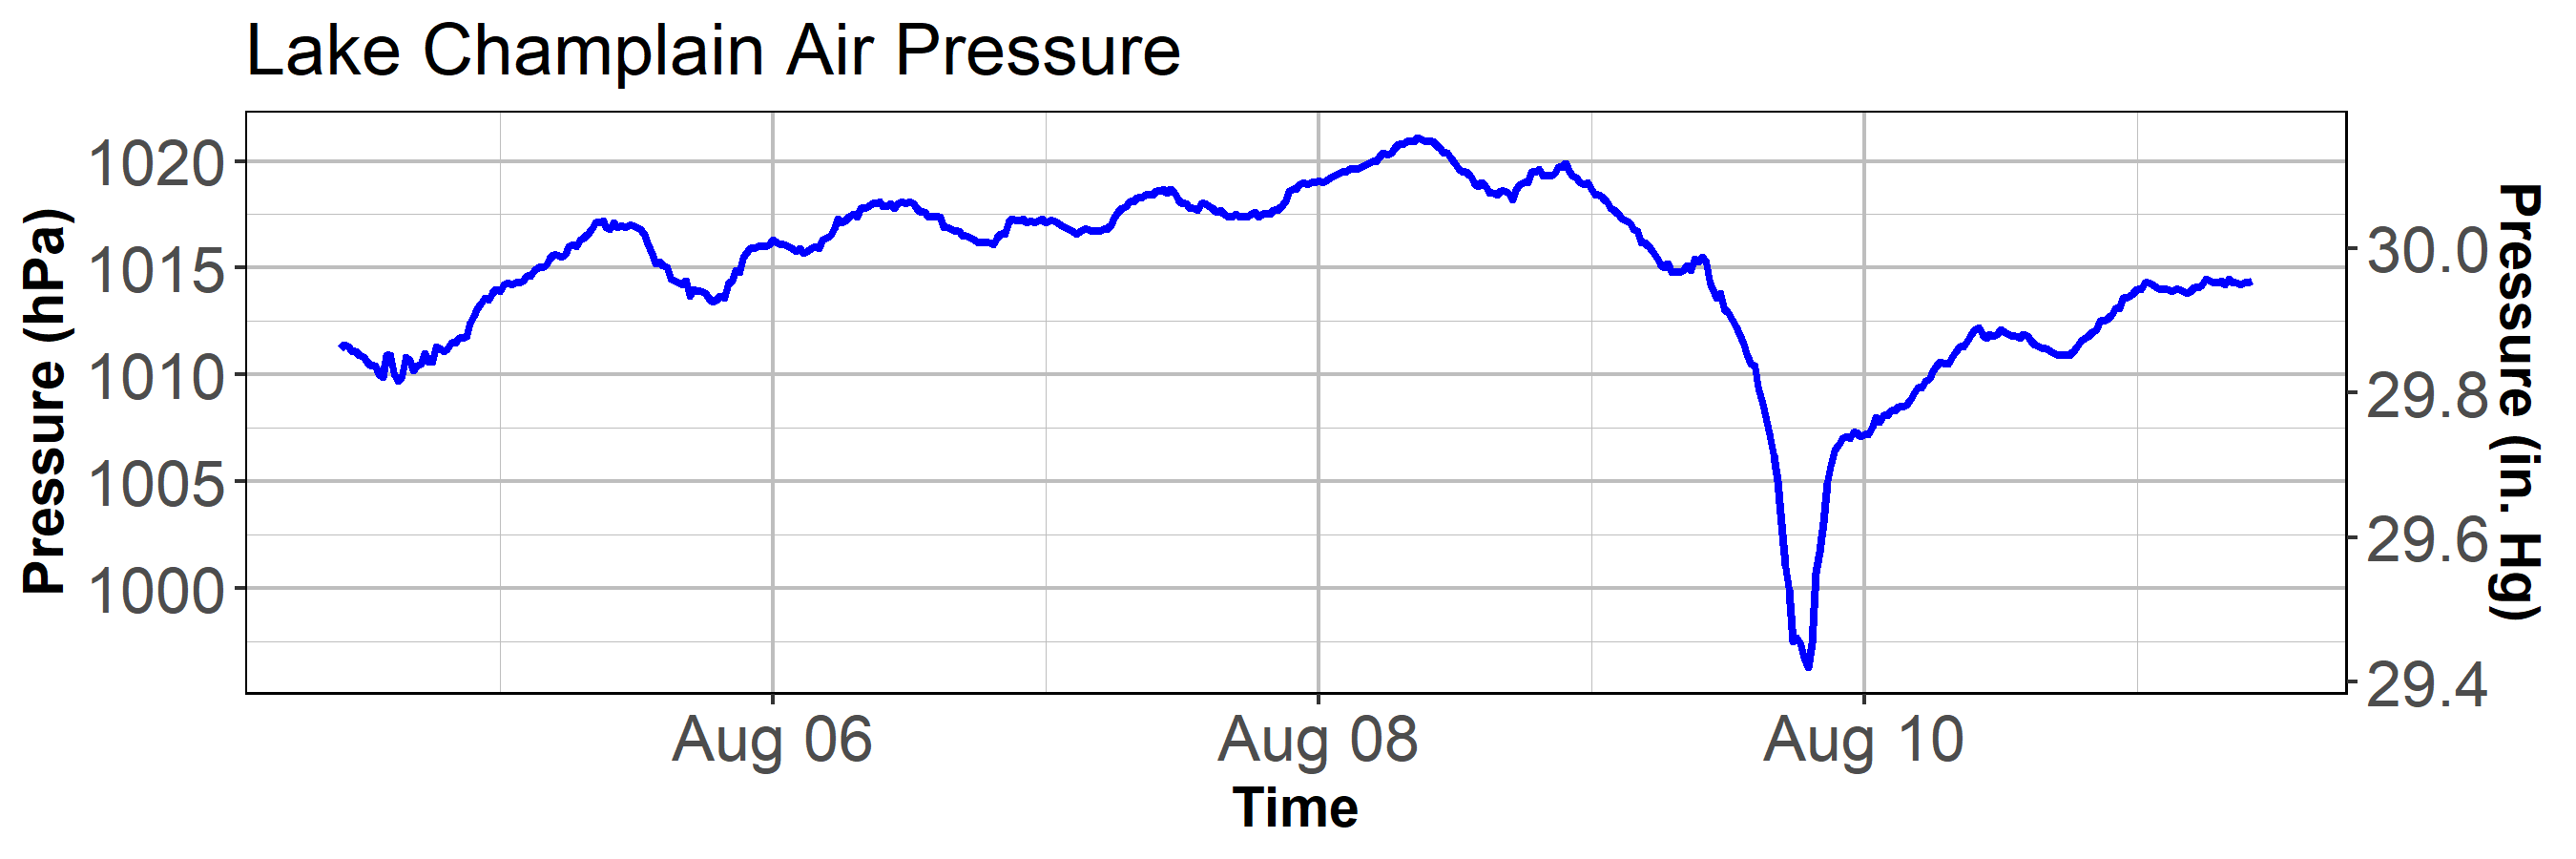 Lake Champlain Air Pressure
1020
1015
1010
1005
1000
Pressure (hPa)
30.0
29.8
29.6
29.4
Pressure (in. Hg)
Aug 06
Aug 08
Aug 10
Time